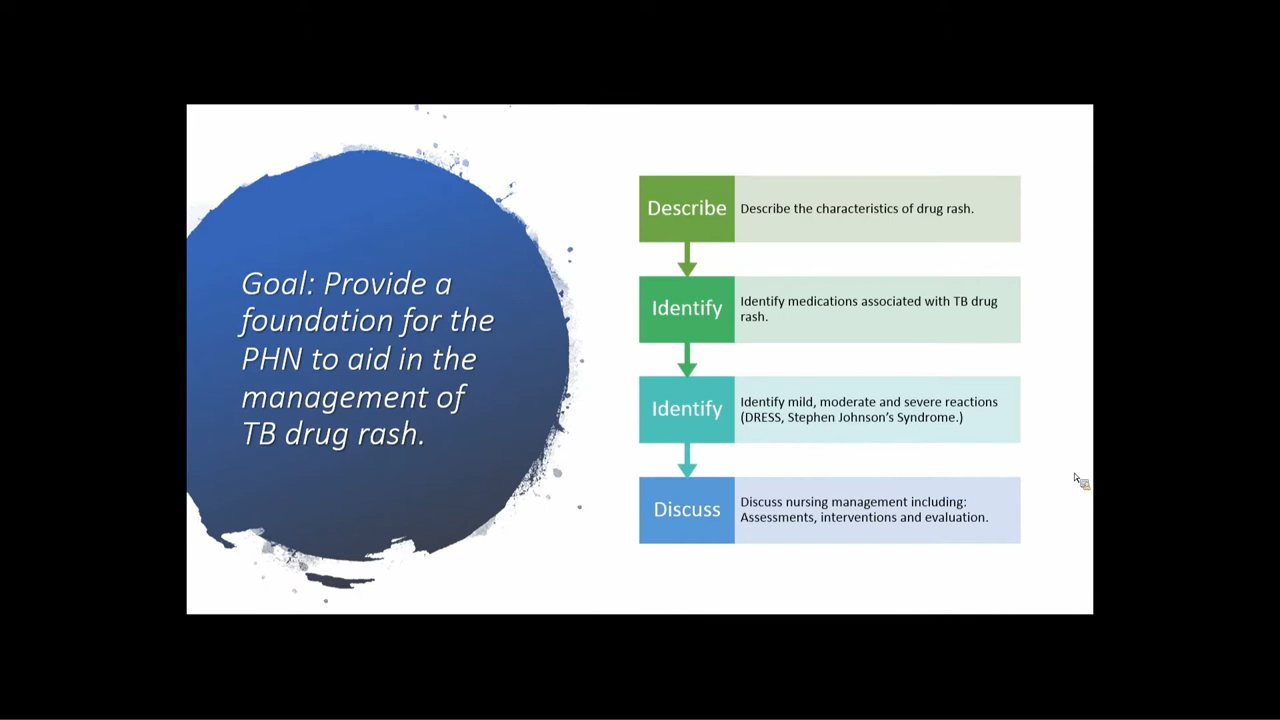 Goal: Provide a
foundation for the
PHN to aid in the
management of
TB drug rash.
Describe
Describe the characteristics of drug rash.
Identify
Identify medications associated with TB drug
rash.
Identify
Identify mild, moderate and severe reactions
(DRESS, Stephen Johnson’s Syndrome.)
Discuss
Discuss nursing management including:
Assessments, interventions and evaluation.